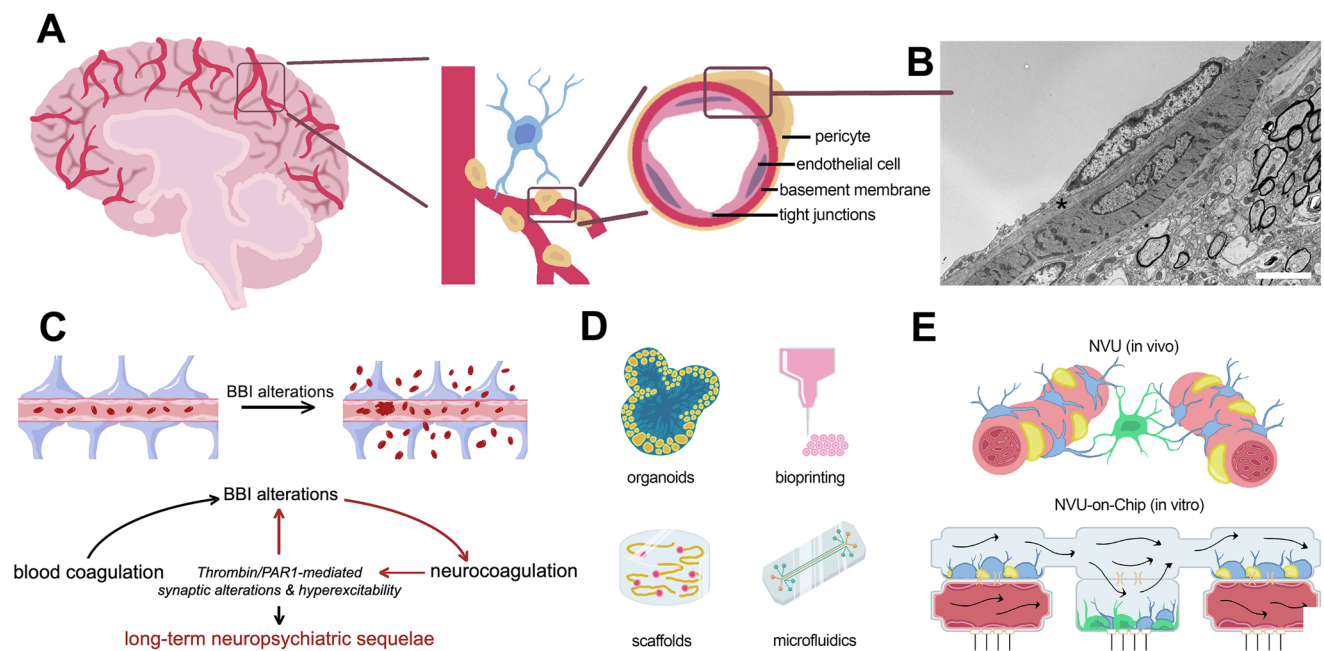 A
B
pericyte
endothelial cell
basement membrane
tight junctions
*
C
D
E
BBI alterations
NVU (in vivo)
organoids
bioprinting
BBI alterations
NVU-on-Chip (in vitro)
blood coagulation
Thrombin/PAR1-mediated
synaptic alterations & hyperexcitability
neurocoagulation
long-term neuropsychiatric sequelae
scaffolds
microfluidics